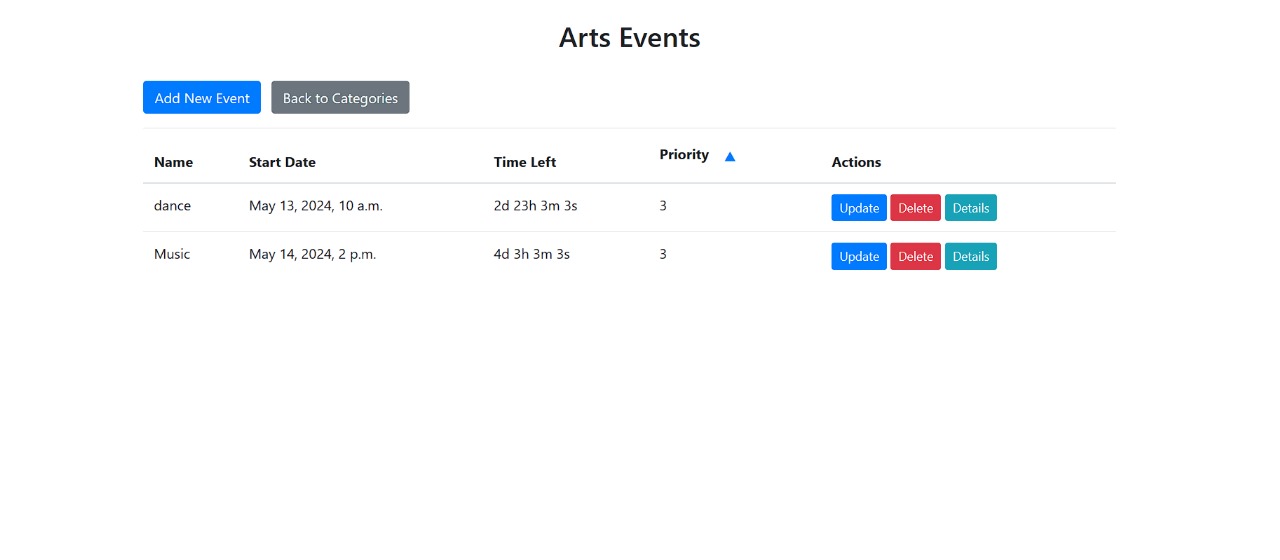 Arts Events
Add New Event Back to Categories
Name Start Date Time Left Priority ▲ Actions
dance May 13, 2024, 10 a.m. 2d 23h 3m 3s 3 Update Delete Details
Music May 14, 2024, 2 p.m. 4d 3h 3m 3s 3 Update Delete Details